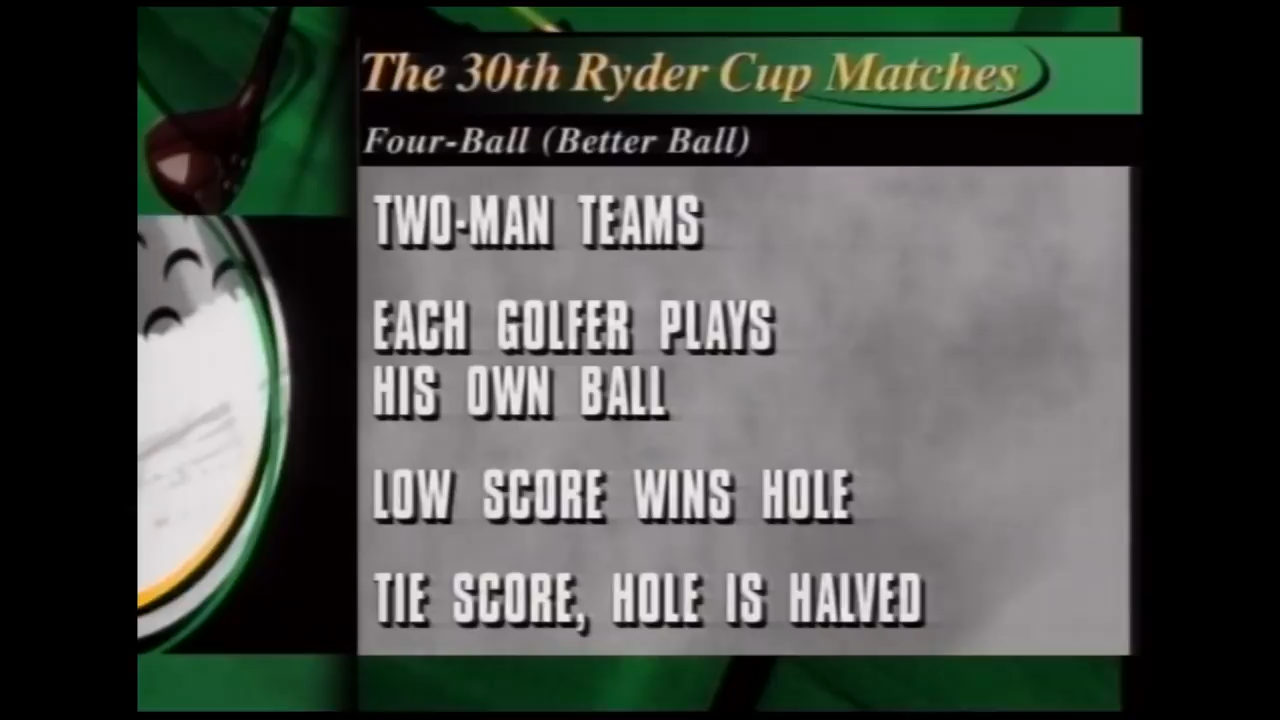 The 30th Ryder Cup Matches
Four-Ball (Better Ball)
TWO-MAN TEAMS
EACH GOLFER PLAYS
HIS OWN BALL
LOW SCORE WINS HOLE
TIE SCORE, HOLE IS HALVED